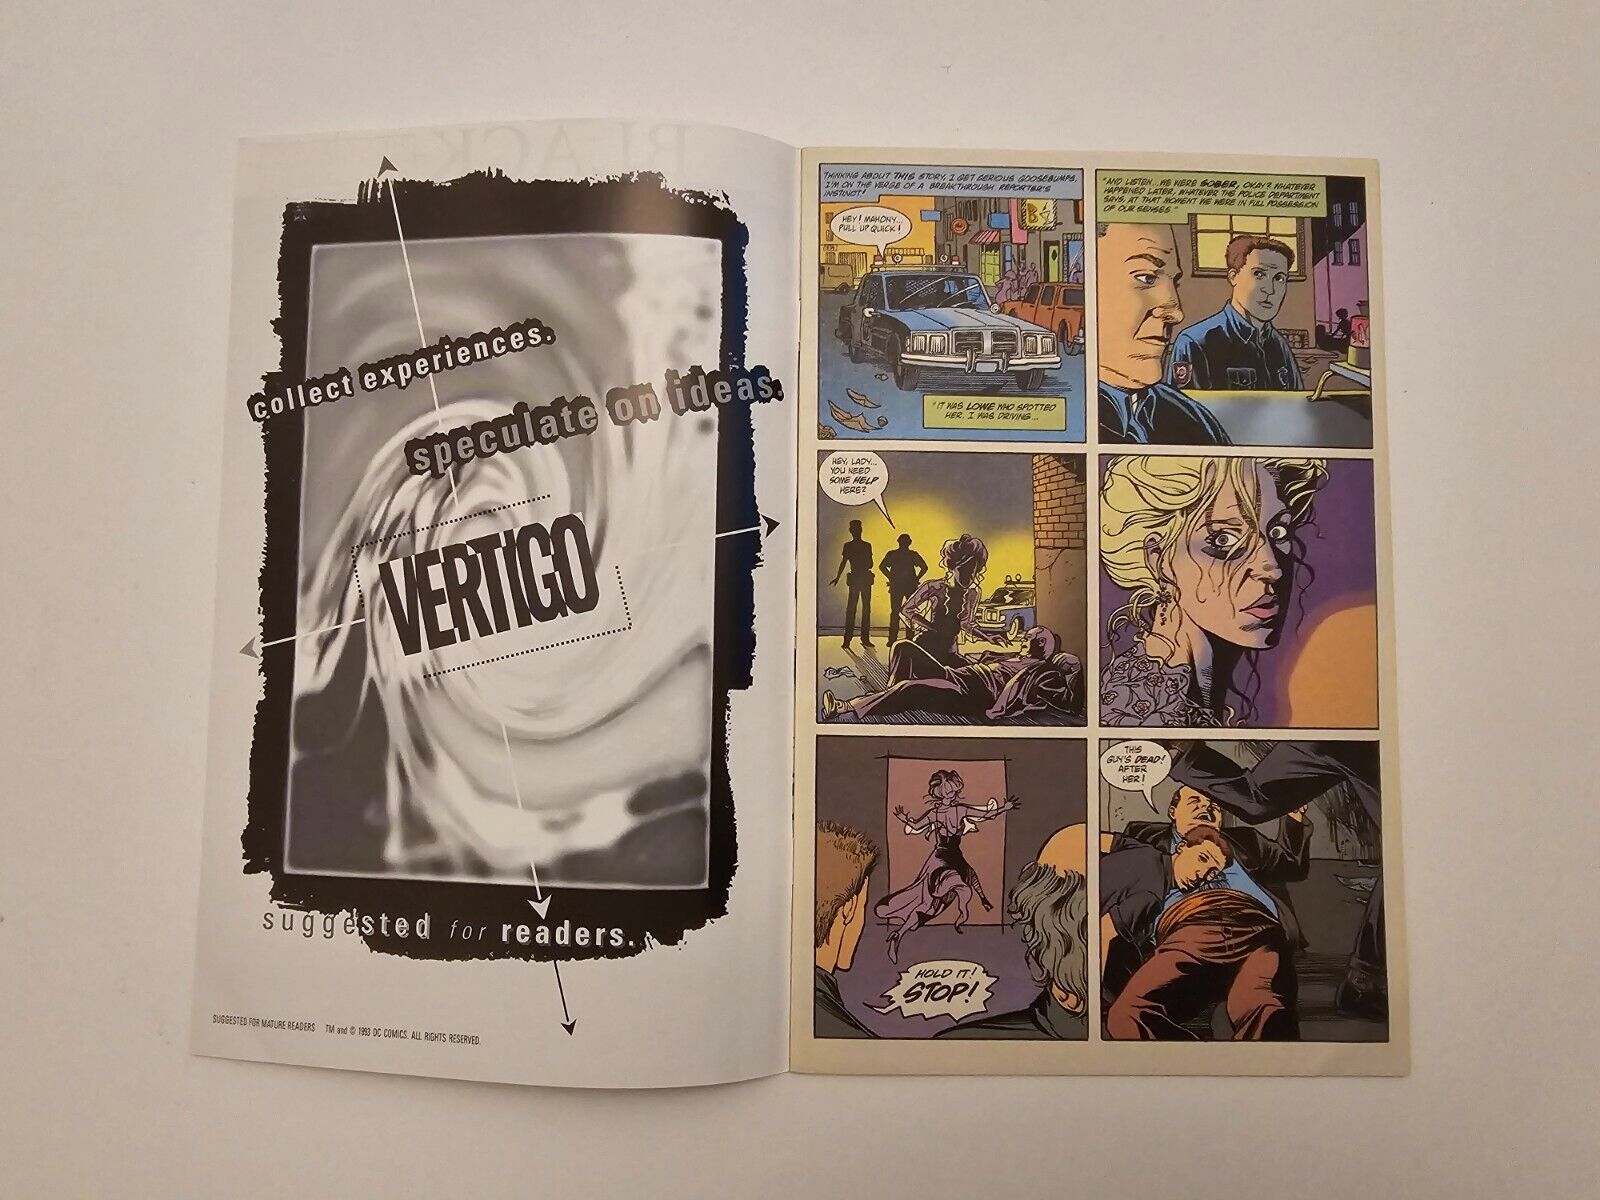 collect experiences.
speculate on ideas.
VERTIGO
suggested for readers.
SUGGESTED FOR MATURE READERS TM and © 1993 DC COMICS. ALL RIGHTS RESERVED.
THINKING ABOUT THIS STORY, I GET SERIOUS GOOSEBUMPS.
I'M ON THE VERGE OF A BREAKTHROUGH, REPORTER'S
INSTINCT!
HEY! MAHONY...
PULL UP QUICK!
"IT WAS LOWE WHO SPOTTED
HER. I WAS DRIVING...
"AND LISTEN... WE WERE SOBER, OKAY? WHATEVER
HAPPENED LATER, WHATEVER THE POLICE DEPARTMENT
SAYS, AT THAT MOMENT WE WERE IN FULL POSSESSION
OF OUR SENSES."
HEY, LADY...
YOU NEED
SOME HELP
HERE?
HOLD IT!
STOP!
THIS
GUY'S DEAD!
AFTER
HER!